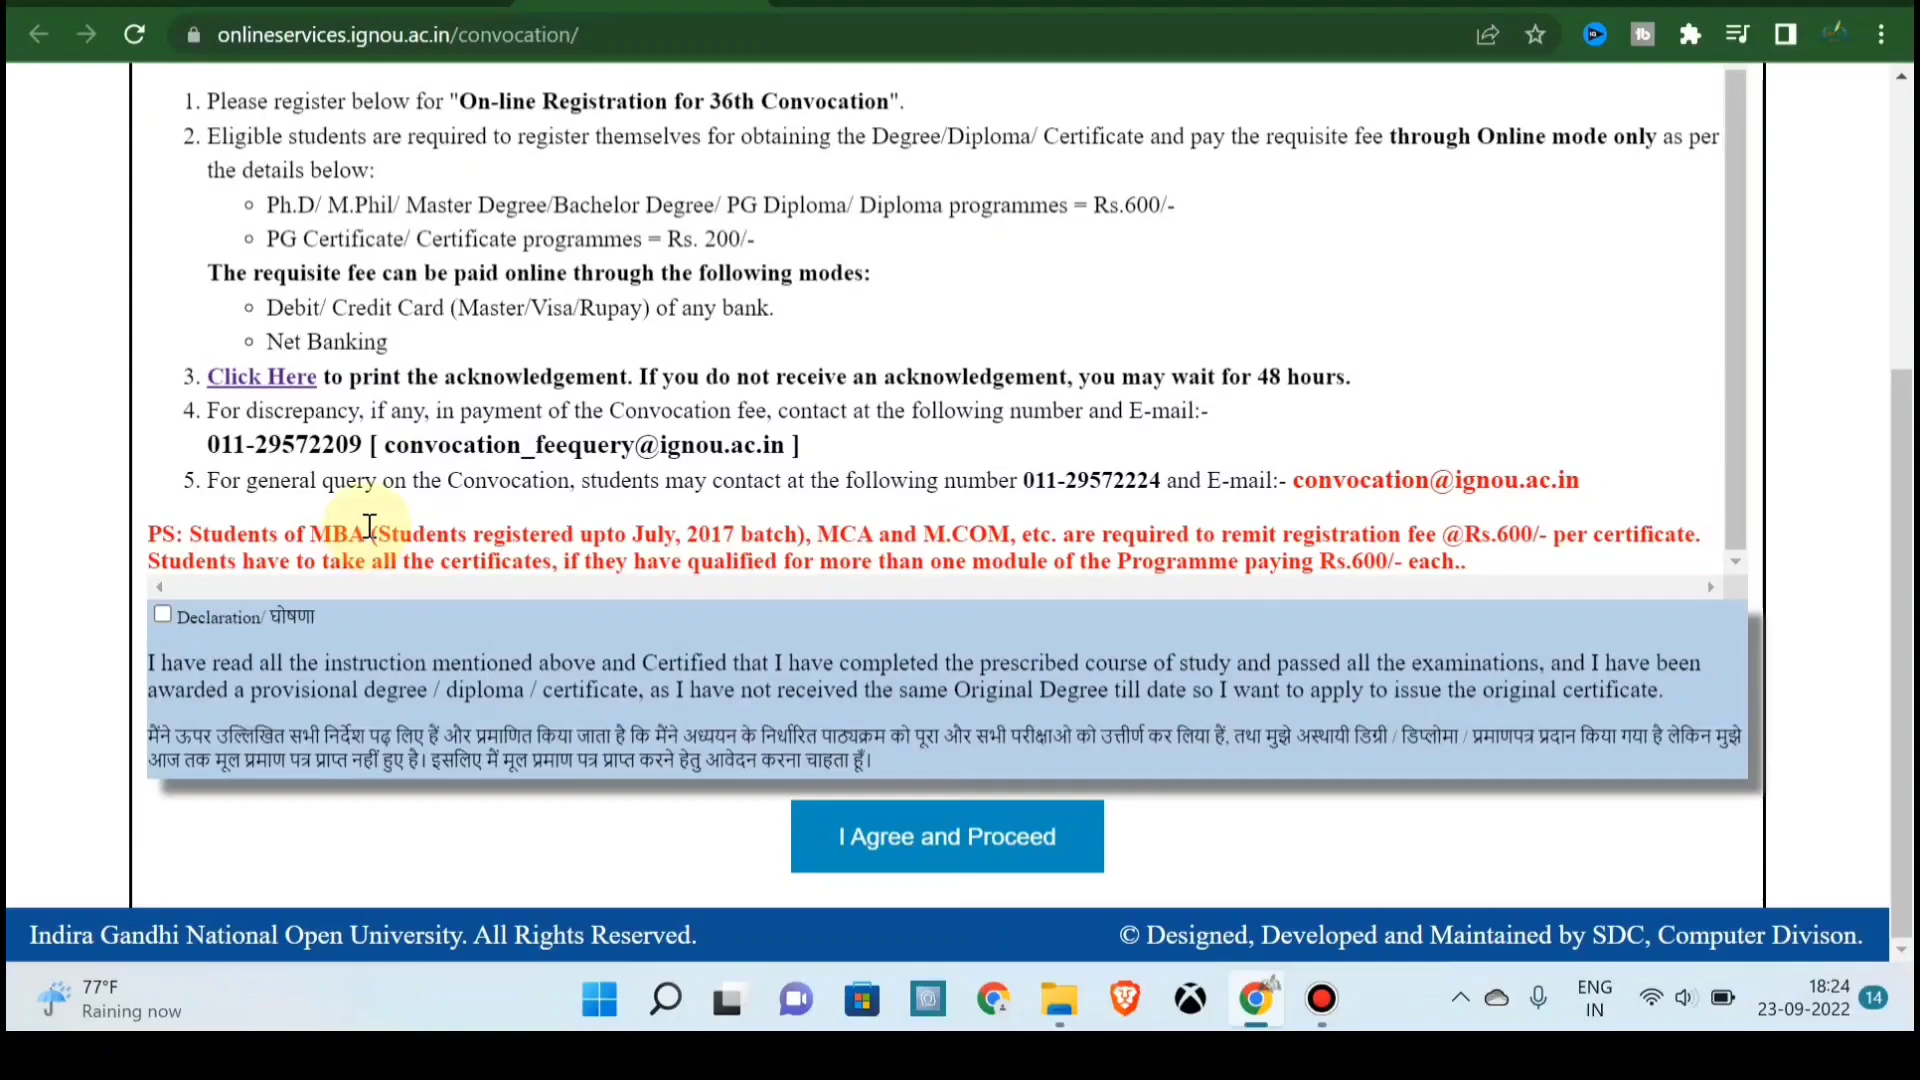 onlineservices.ignou.ac.in/convocation/
1. Please register below for "On-line Registration for 36th Convocation".
2. Eligible students are required to register themselves for obtaining the Degree/Diploma/ Certificate and pay the requisite fee through Online mode only as per
the details below:
Ph.D/ M.Phil/ Master Degree/Bachelor Degree/ PG Diploma/ Diploma programmes = Rs.600/-
PG Certificate/ Certificate programmes = Rs. 200/-
The requisite fee can be paid online through the following modes:
Debit/ Credit Card (Master/Visa/Rupay) of any bank.
Net Banking
3. Click Here to print the acknowledgement. If you do not receive an acknowledgement, you may wait for 48 hours.
4. For discrepancy, if any, in payment of the Convocation fee, contact at the following number and E-mail:-
011-29572209 [ convocation_feequery@ignou.ac.in ]
5. For general query on the Convocation, students may contact at the following number 011-29572224 and E-mail:- convocation@ignou.ac.in
PS: Students of MBA (Students registered upto July, 2017 batch), MCA and M.COM, etc. are required to remit registration fee @Rs.600/- per certificate.
Students have to take all the certificates, if they have qualified for more than one module of the Programme paying Rs.600/- each..
Declaration/ घोषणा
I have read all the instruction mentioned above and Certified that I have completed the prescribed course of study and passed all the examinations, and I have been
awarded a provisional degree / diploma / certificate, as I have not received the same Original Degree till date so I want to apply to issue the original certificate.
मैंने ऊपर उल्लिखित सभी निर्देश पढ़ लिए हैं और प्रमाणित किया जाता है कि मैंने अध्ययन के निर्धारित पाठ्यक्रम को पूरा और सभी परीक्षाओ को उत्तीर्ण कर लिया हैं, तथा मुझे अस्थायी डिग्री / डिप्लोमा / प्रमाणपत्र प्रदान किया गया है लेकिन मुझे
आज तक मूल प्रमाण पत्र प्राप्त नहीं हुए है। इसलिए मैं मूल प्रमाण पत्र प्राप्त करने हेतु आवेदन करना चाहता हूँ।
I Agree and Proceed
Indira Gandhi National Open University. All Rights Reserved.
© Designed, Developed and Maintained by SDC, Computer Divison.
77°F
Raining now
ENG
IN
18:24
23-09-2022
14